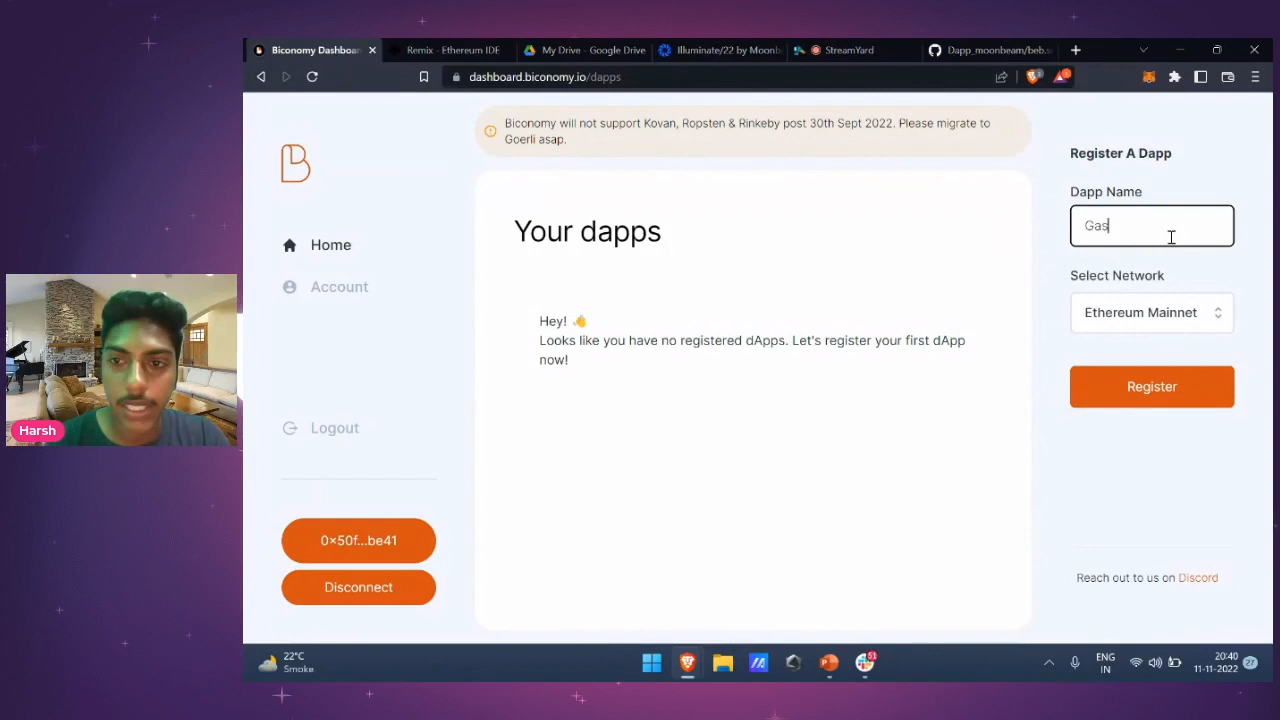 Biconomy Dashboar
Remix - Ethereum IDE
My Drive - Google Drive
Illuminate/22 by Moonb
StreamYard
Dapp_moonbeam/beb.s
dashboard.biconomy.io/dapps
Biconomy will not support Kovan, Ropsten & Rinkeby post 30th Sept 2022. Please migrate to
Goerli asap.
Home
Account
Logout
0x50f...be41
Disconnect
Your dapps
Hey! 👋
Looks like you have no registered dApps. Let's register your first dApp
now!
Register A Dapp
Dapp Name
Gas
Select Network
Ethereum Mainnet
Register
Reach out to us on Discord
Harsh
22°C
Smoke
51
ENG
IN
20:40
11-11-2022
27